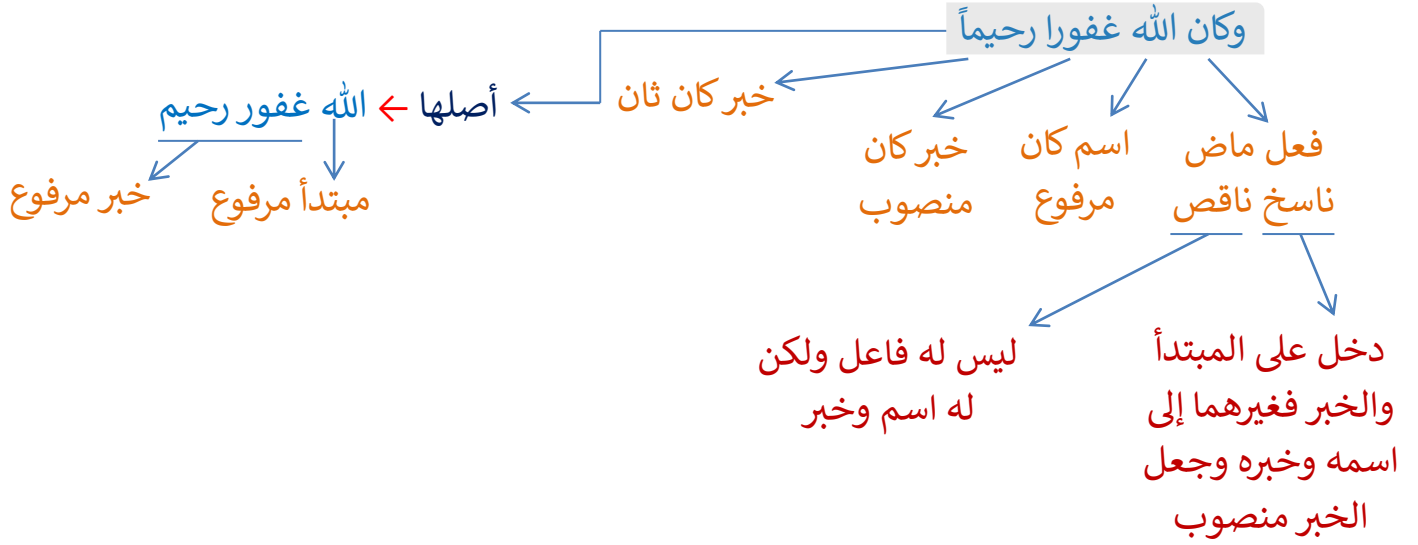 وكان الله غفورا رحيماً
خبر كان ثان
أصلها ← الله غفور رحيم
فعل ماض
ناسخ ناقص
اسم كان
مرفوع
خبر كان
منصوب
مبتدأ مرفوع
خبر مرفوع
دخل على المبتدأ
والخبر فغيرهما إلى
اسمه وخبره وجعل
الخبر منصوب
ليس له فاعل ولكن
له اسم وخبر